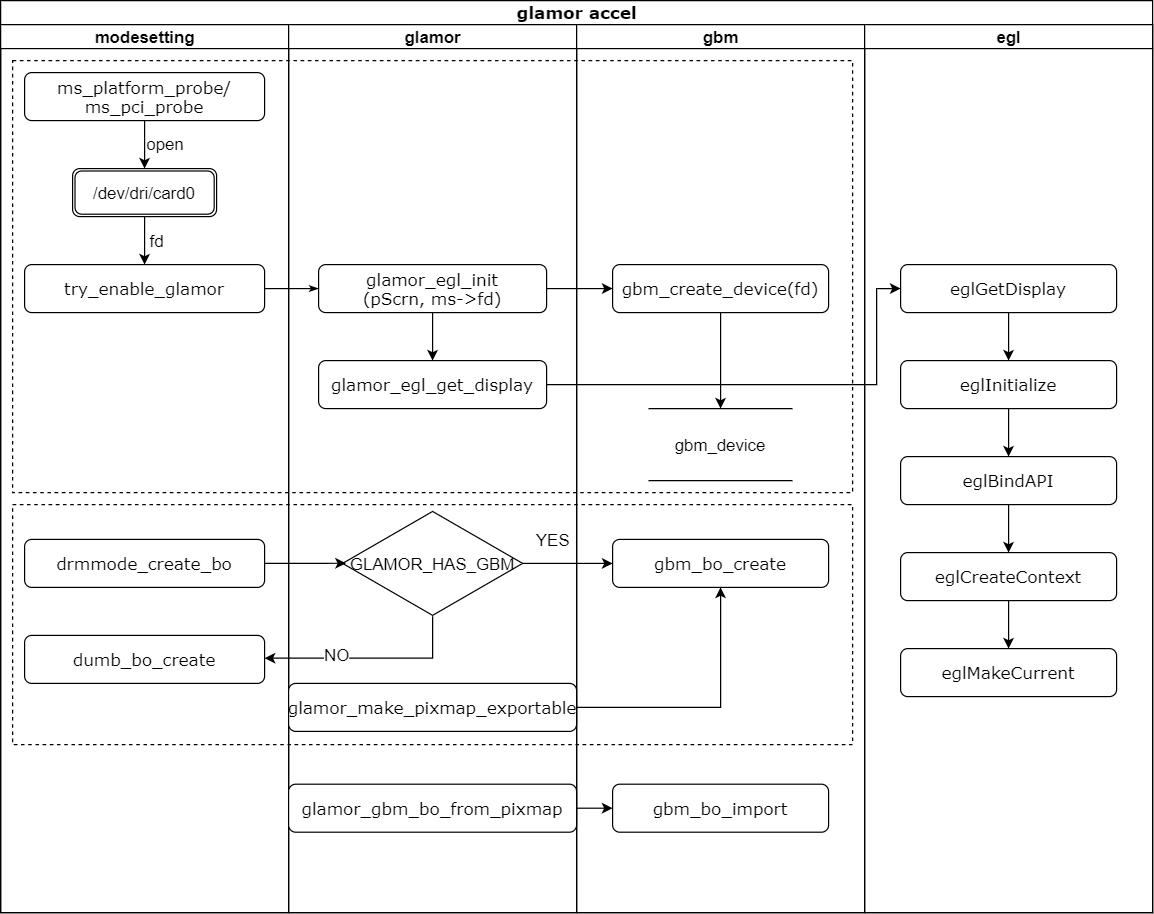 glamor accel
modesetting
glamor
gbm
egl
ms_platform_probe/
ms_pci_probe
open
/dev/dri/card0
fd
try_enable_glamor
glamor_egl_init
(pScrn, ms->fd)
gbm_create_device(fd)
eglGetDisplay
glamor_egl_get_display
eglInitialize
gbm_device
eglBindAPI
drmmode_create_bo
GLAMOR_HAS_GBM
YES
gbm_bo_create
eglCreateContext
dumb_bo_create
NO
eglMakeCurrent
glamor_make_pixmap_exportable
glamor_gbm_bo_from_pixmap
gbm_bo_import